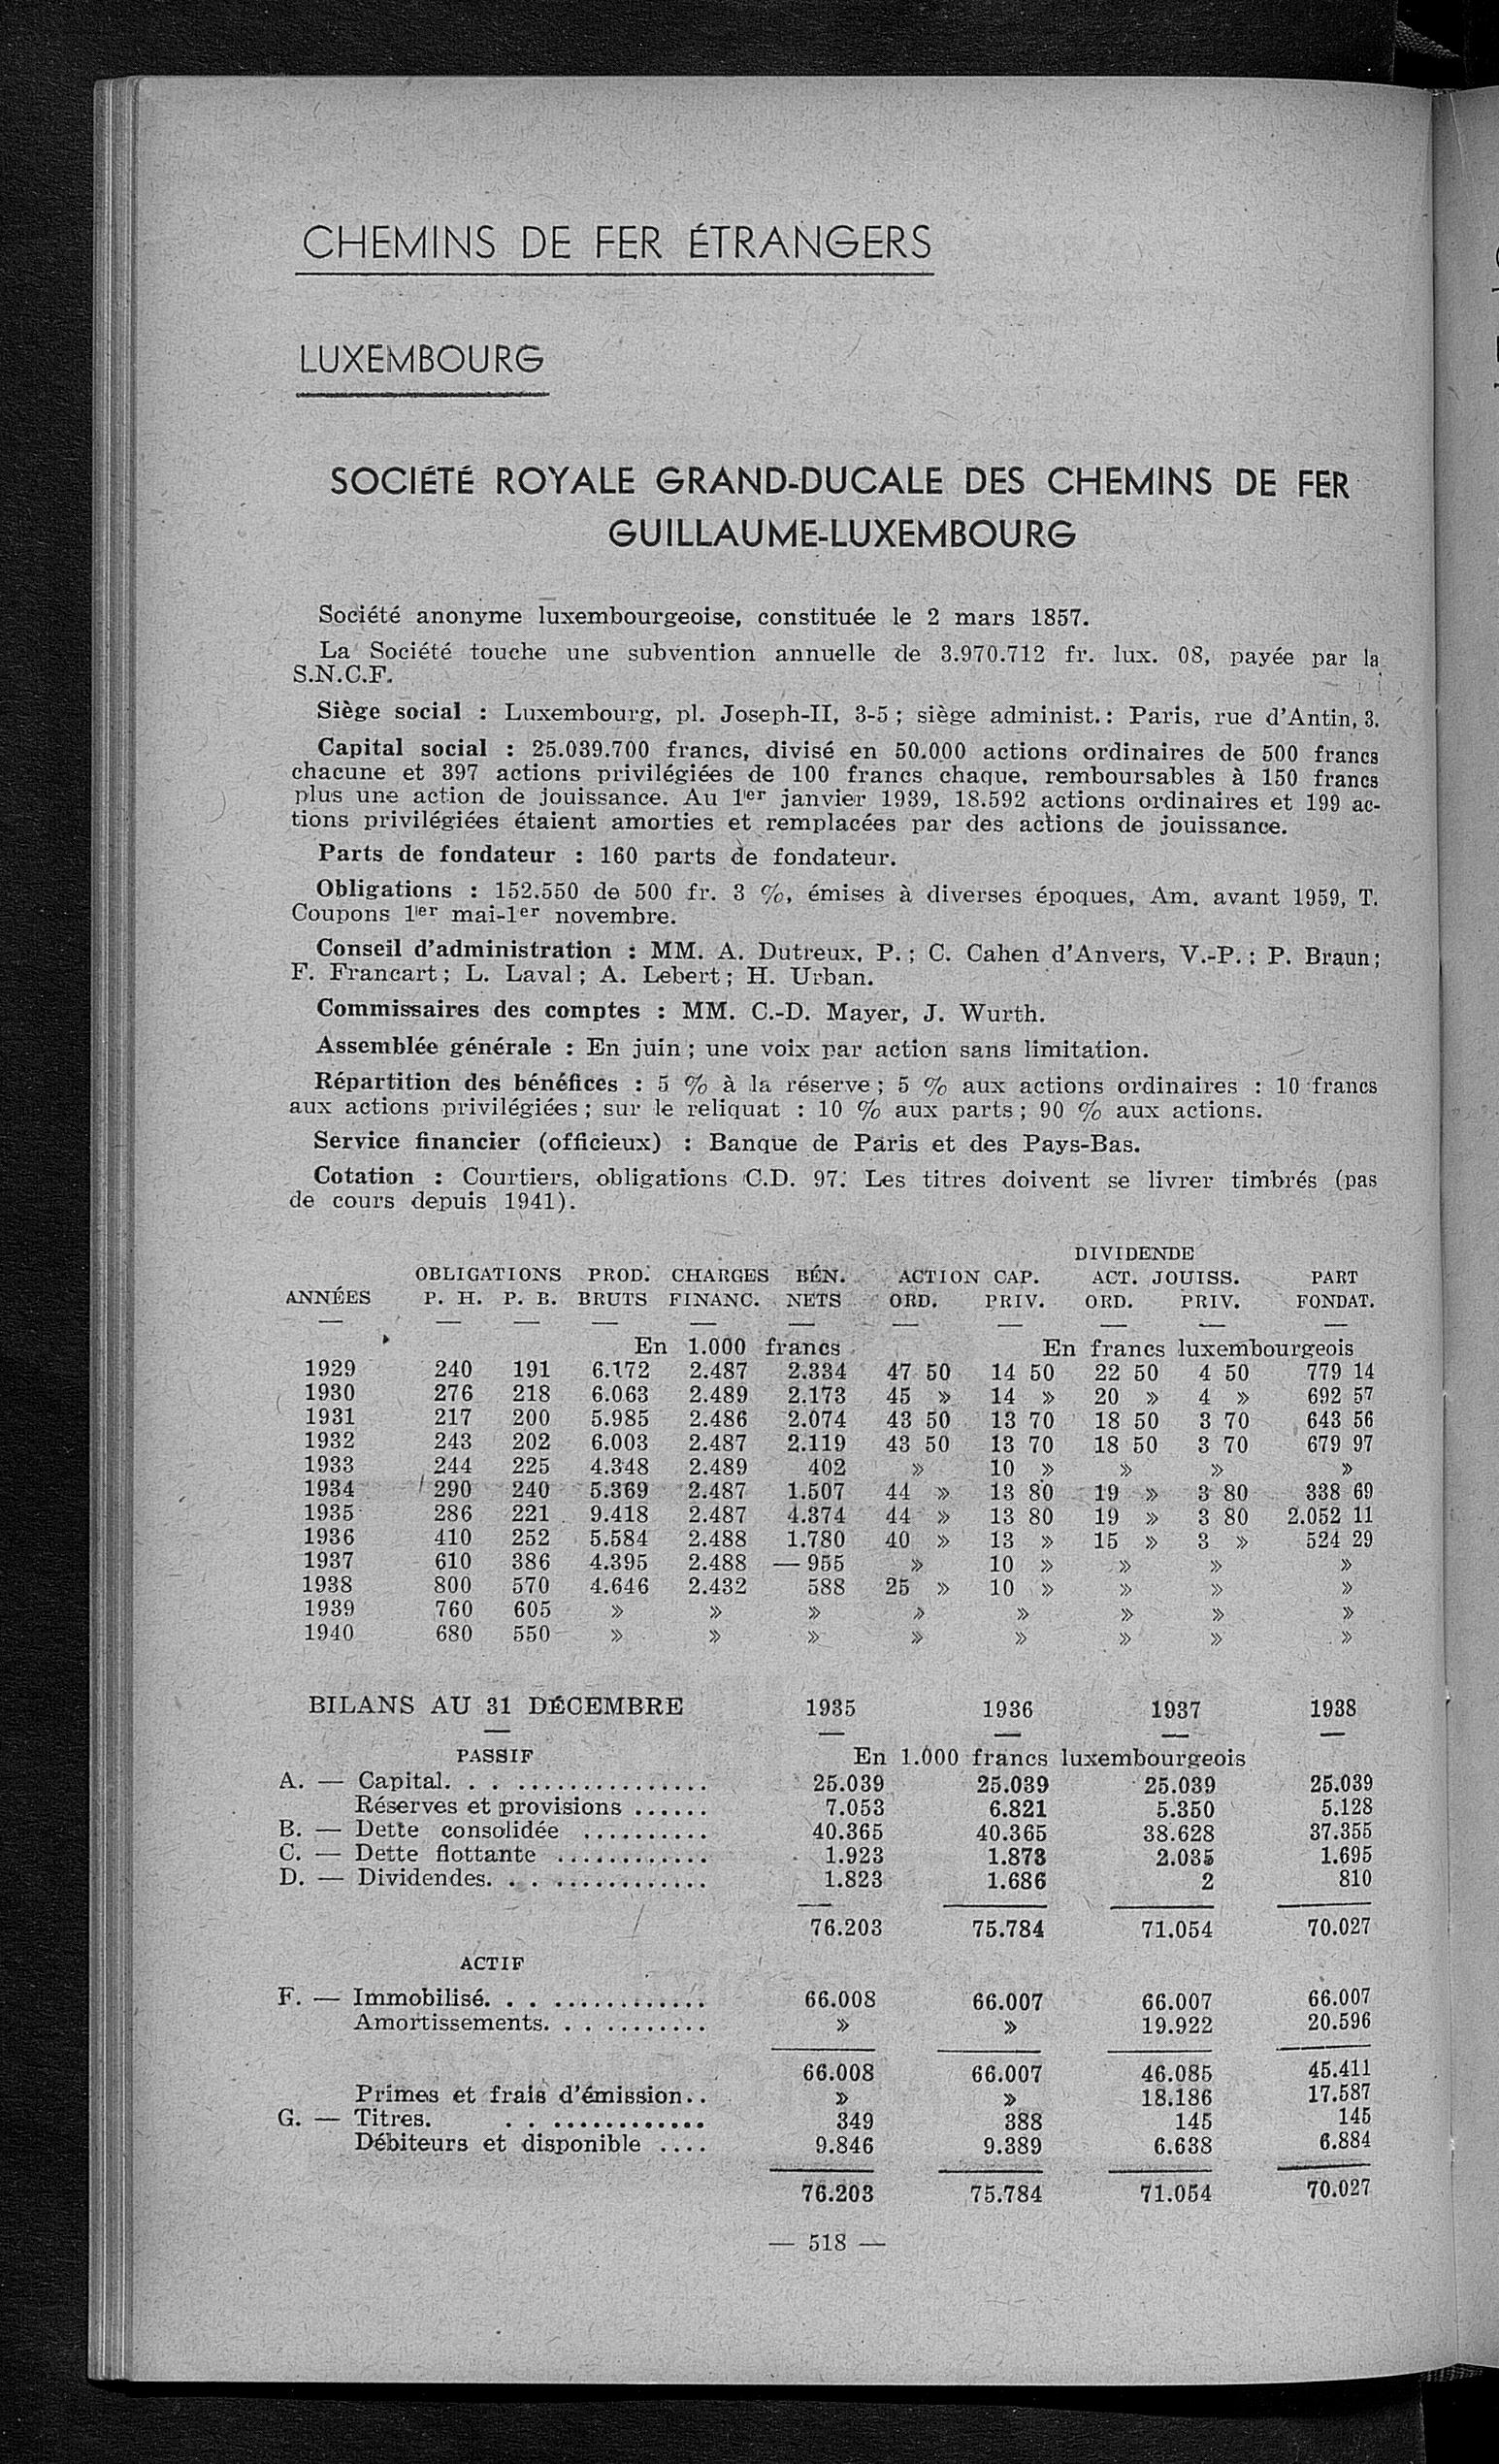 CHEMINS DE FER ÉTRANGERS
LUXEMBOURG
SOCIÉTÉ ROYALE GRAND-DUCALE DES CHEMINS DE FER
GUILLAUME-LUXEMBOURG
Société anonyme luxembourgeoise, constituée le 2 mars 1857.
La Société touche une subvention annuelle de 3.970.712 fr. lux. 08, payée par la
S.N.C.F.
Siège social : Luxembourg, pl. Joseph-II, 3-5 ; siège administ. : Paris, rue d'Antin, 3.
Capital social : 25.039.700 francs, divisé en 50.000 actions ordinaires de 500 francs
chacune et 397 actions privilégiées de 100 francs chaque, remboursables à 150 francs
plus une action de jouissance. Au 1er janvier 1939, 18.592 actions ordinaires et 199 ac-
tions privilégiées étaient amorties et remplacées par des actions de jouissance.
Parts de fondateur : 160 parts de fondateur.
Obligations : 152.550 de 500 fr. 3 %, émises à diverses époques, Am. avant 1959, T.
Coupons 1er mai-1er novembre.
Conseil d'administration : MM. A. Dutreux, P. ; C. Cahen d'Anvers, V.-P. ; P. Braun ;
F. Francart ; L. Laval ; A. Lebert ; H. Urban.
Commissaires des comptes : MM. C.-D. Mayer, J. Wurth.
Assemblée générale : En juin ; une voix par action sans limitation.
Répartition des bénéfices : 5 % à la réserve ; 5 % aux actions ordinaires : 10 francs
aux actions privilégiées ; sur le reliquat : 10 % aux parts ; 90 % aux actions.
Service financier (officieux) : Banque de Paris et des Pays-Bas.
Cotation : Courtiers, obligations C.D. 97. Les titres doivent se livrer timbrés (pas
de cours depuis 1941).
DIVIDENDE
OBLIGATIONS PROD. CHARGES BÉN. ACTION CAP. ACT. JOUISS. PART
ANNÉES P. H. P. B. BRUTS FINANC. NETS ORD. PRIV. ORD. PRIV. FONDAT.
— — — — — — — — — — —
En 1.000 francs En francs luxembourgeois
1929 240 191 6.172 2.487 2.334 47 50 14 50 22 50 4 50 779 14
1930 276 218 6.063 2.489 2.173 45 » 14 » 20 » 4 » 692 57
1931 217 200 5.985 2.486 2.074 43 50 13 70 18 50 3 70 643 56
1932 243 202 6.003 2.487 2.119 43 50 13 70 18 50 3 70 679 97
1933 244 225 4.348 2.489 402 » 10 » » » »
1934 290 240 5.369 2.487 1.507 44 » 13 80 19 » 3 80 338 69
1935 286 221 9.418 2.487 4.374 44 » 13 80 19 » 3 80 2.052 11
1936 410 252 5.584 2.488 1.780 40 » 13 » 15 » 3 » 524 29
1937 610 386 4.395 2.488 — 955 » 10 » » » »
1938 800 570 4.646 2.432 588 25 » 10 » » » »
1939 760 605 » » » » » » » »
1940 680 550 » » » » » » » »
BILANS AU 31 DÉCEMBRE 1935 1936 1937 1938
— — — — —
PASSIF En 1.000 francs luxembourgeois
A. — Capital. . . ................ 25.039 25.039 25.039 25.039
Réserves et provisions ...... 7.053 6.821 5.350 5.128
B. — Dette consolidée .......... 40.365 40.365 38.628 37.355
C. — Dette flottante ............ 1.923 1.873 2.035 1.695
D. — Dividendes. . . ............. 1.823 1.686 2 810
76.203 75.784 71.054 70.027
ACTIF
F. — Immobilisé. . . ............. 66.008 66.007 66.007 66.007
Amortissements. . . ......... » » 19.922 20.596
66.008 66.007 46.085 45.411
Primes et frais d'émission.. » » 18.186 17.587
G. — Titres. . . ............ 349 388 145 145
Débiteurs et disponible .... 9.846 9.389 6.638 6.884
76.203 75.784 71.054 70.027
— 518 —